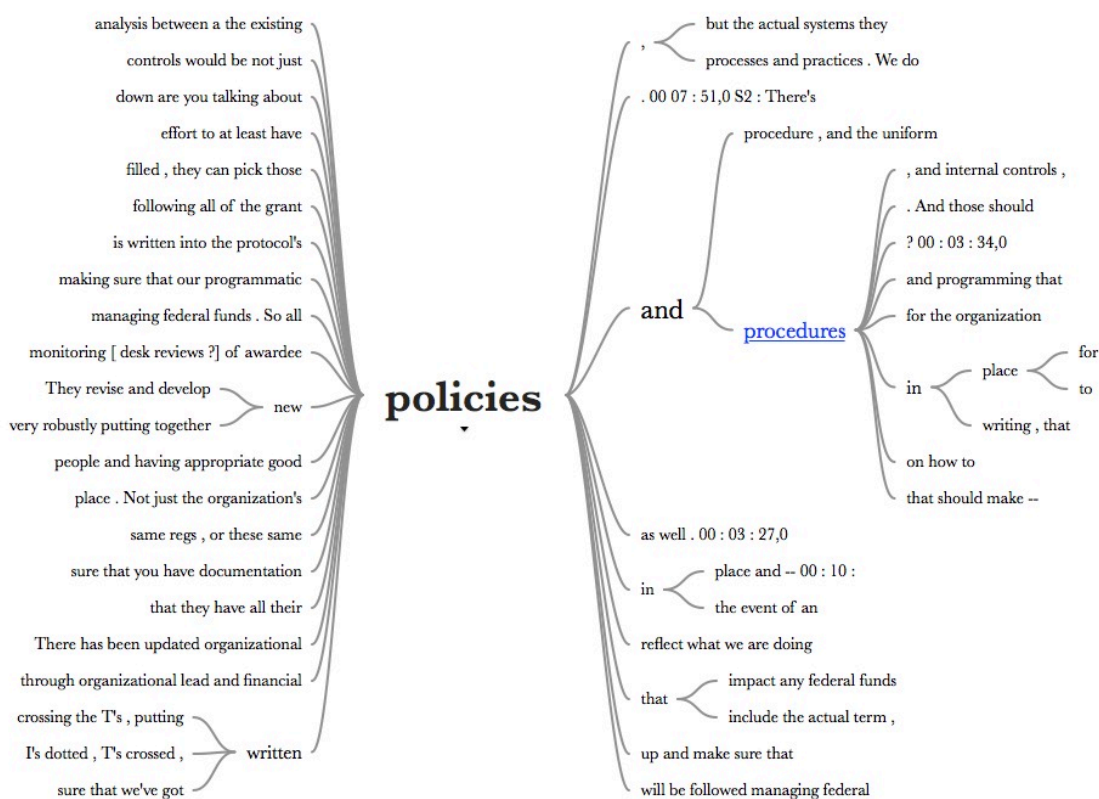 analysis between a the existing
controls would be not just
down are you talking about
effort to at least have
filled , they can pick those
following all of the grant
is written into the protocol's
making sure that our programmatic
managing federal funds . So all
monitoring [ desk reviews ?] of awardee
They revise and develop
new
very robustly putting together
people and having appropriate good
place . Not just the organization's
same regs , or these same
sure that you have documentation
that they have all their
There has been updated organizational
through organizational lead and financial
crossing the T's , putting
I's dotted , T's crossed ,
written
sure that we've got
policies
,
but the actual systems they
processes and practices . We do
. 00 07 : 51,0 S2 : There's
and
procedure , and the uniform
procedures
, and internal controls ,
. And those should
? 00 : 03 : 34,0
and programming that
for the organization
in
place
for
to
writing , that
on how to
that should make --
as well . 00 : 03 : 27,0
in
place and -- 00 : 10 :
the event of an
reflect what we are doing
that
impact any federal funds
include the actual term ,
up and make sure that
will be followed managing federal